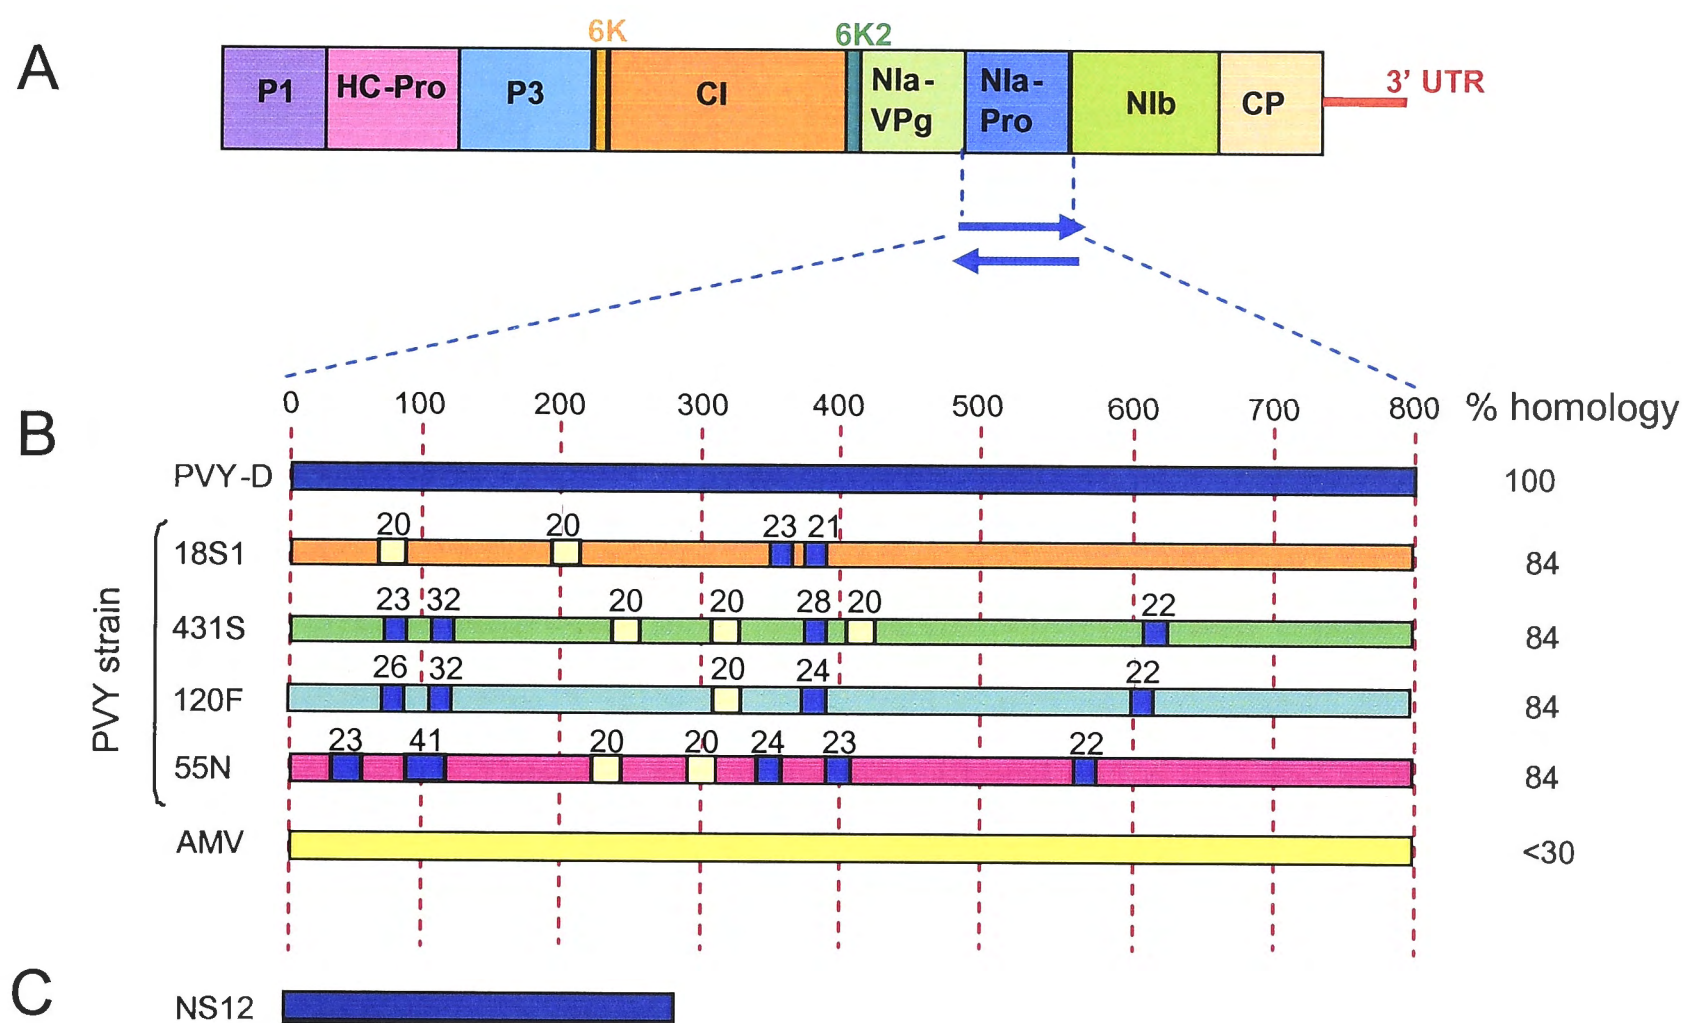 6K 6K2
A P1 HC-Pro P3 CI NIa- VPg NIa- Pro NIb CP 3’ UTR
B 0 100 200 300 400 500 600 700 800 % homology
PVY-D 100
20 20 23 21
18S1 84
23 32 20 20 28 20 22
431S 84
26 32 20 24 22
120F 84
23 41 20 20 24 23 22
55N 84
PVY strain
AMV <30
C NS12